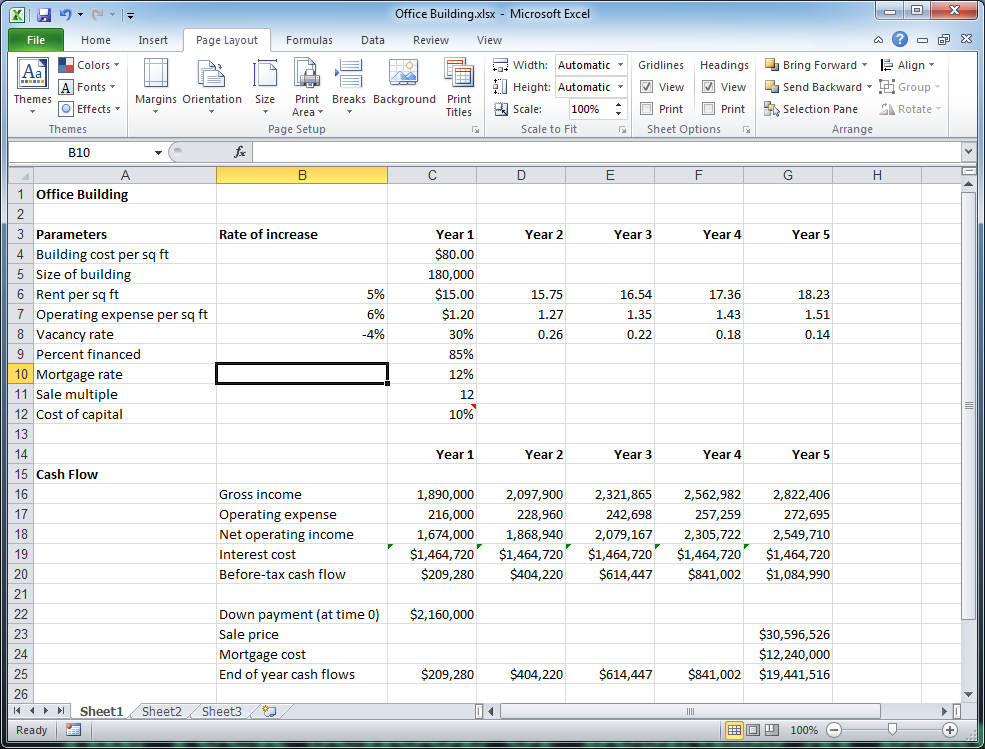 Office Building.xlsx - Microsoft Excel
File Home Insert Page Layout Formulas Data Review View
Colors Width: Automatic Gridlines Headings Bring Forward Align
Aa Fonts Height: Automatic View View Send Backward Group
Themes Effects Margins Orientation Size Print Area Breaks Background Print Titles Scale: 100% Print Print Selection Pane Rotate
Themes Page Setup Scale to Fit Sheet Options Arrange
B10 fx
A B C D E F G H
1 Office Building
2
3 Parameters Rate of increase Year 1 Year 2 Year 3 Year 4 Year 5
4 Building cost per sq ft $80.00
5 Size of building 180,000
6 Rent per sq ft 5% $15.00 15.75 16.54 17.36 18.23
7 Operating expense per sq ft 6% $1.20 1.27 1.35 1.43 1.51
8 Vacancy rate -4% 30% 0.26 0.22 0.18 0.14
9 Percent financed 85%
10 Mortgage rate 12%
11 Sale multiple 12
12 Cost of capital 10%
13
14 Year 1 Year 2 Year 3 Year 4 Year 5
15 Cash Flow
16 Gross income 1,890,000 2,097,900 2,321,865 2,562,982 2,822,406
17 Operating expense 216,000 228,960 242,698 257,259 272,695
18 Net operating income 1,674,000 1,868,940 2,079,167 2,305,722 2,549,710
19 Interest cost $1,464,720 $1,464,720 $1,464,720 $1,464,720 $1,464,720
20 Before-tax cash flow $209,280 $404,220 $614,447 $841,002 $1,084,990
21
22 Down payment (at time 0) $2,160,000
23 Sale price $30,596,526
24 Mortgage cost $12,240,000
25 End of year cash flows $209,280 $404,220 $614,447 $841,002 $19,441,516
26
Sheet1 Sheet2 Sheet3
Ready 100%